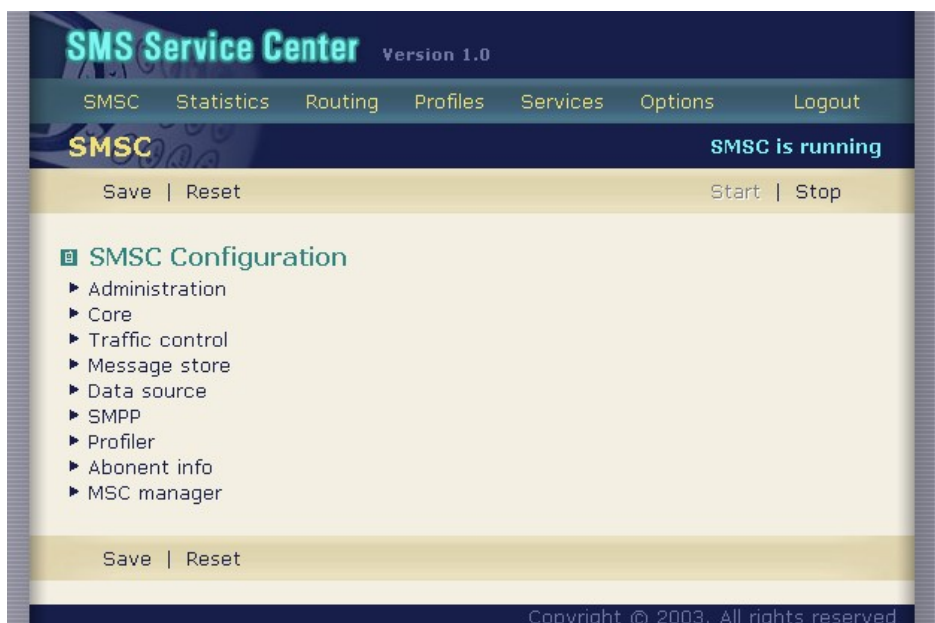 SMS Service Center Version 1.0
SMSC Statistics Routing Profiles Services Options Logout
SMSC SMSC is running
Save | Reset Start | Stop
SMSC Configuration
Administration
Core
Traffic control
Message store
Data source
SMPP
Profiler
Abonent info
MSC manager
Save | Reset
Copyright © 2003. All rights reserved